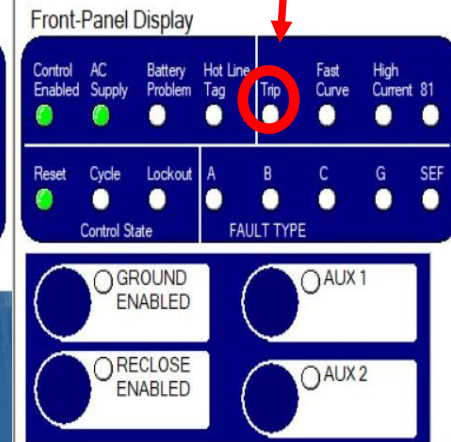 Front-Panel Display
Control AC Battery Hot Line Fast High
Enabled Supply Problem Tag Trip Curve Current 81
Reset Cycle Lockout A B C G SEF
Control State FAULT TYPE
GROUND AUX 1
ENABLED
RECLOSE AUX 2
ENABLED